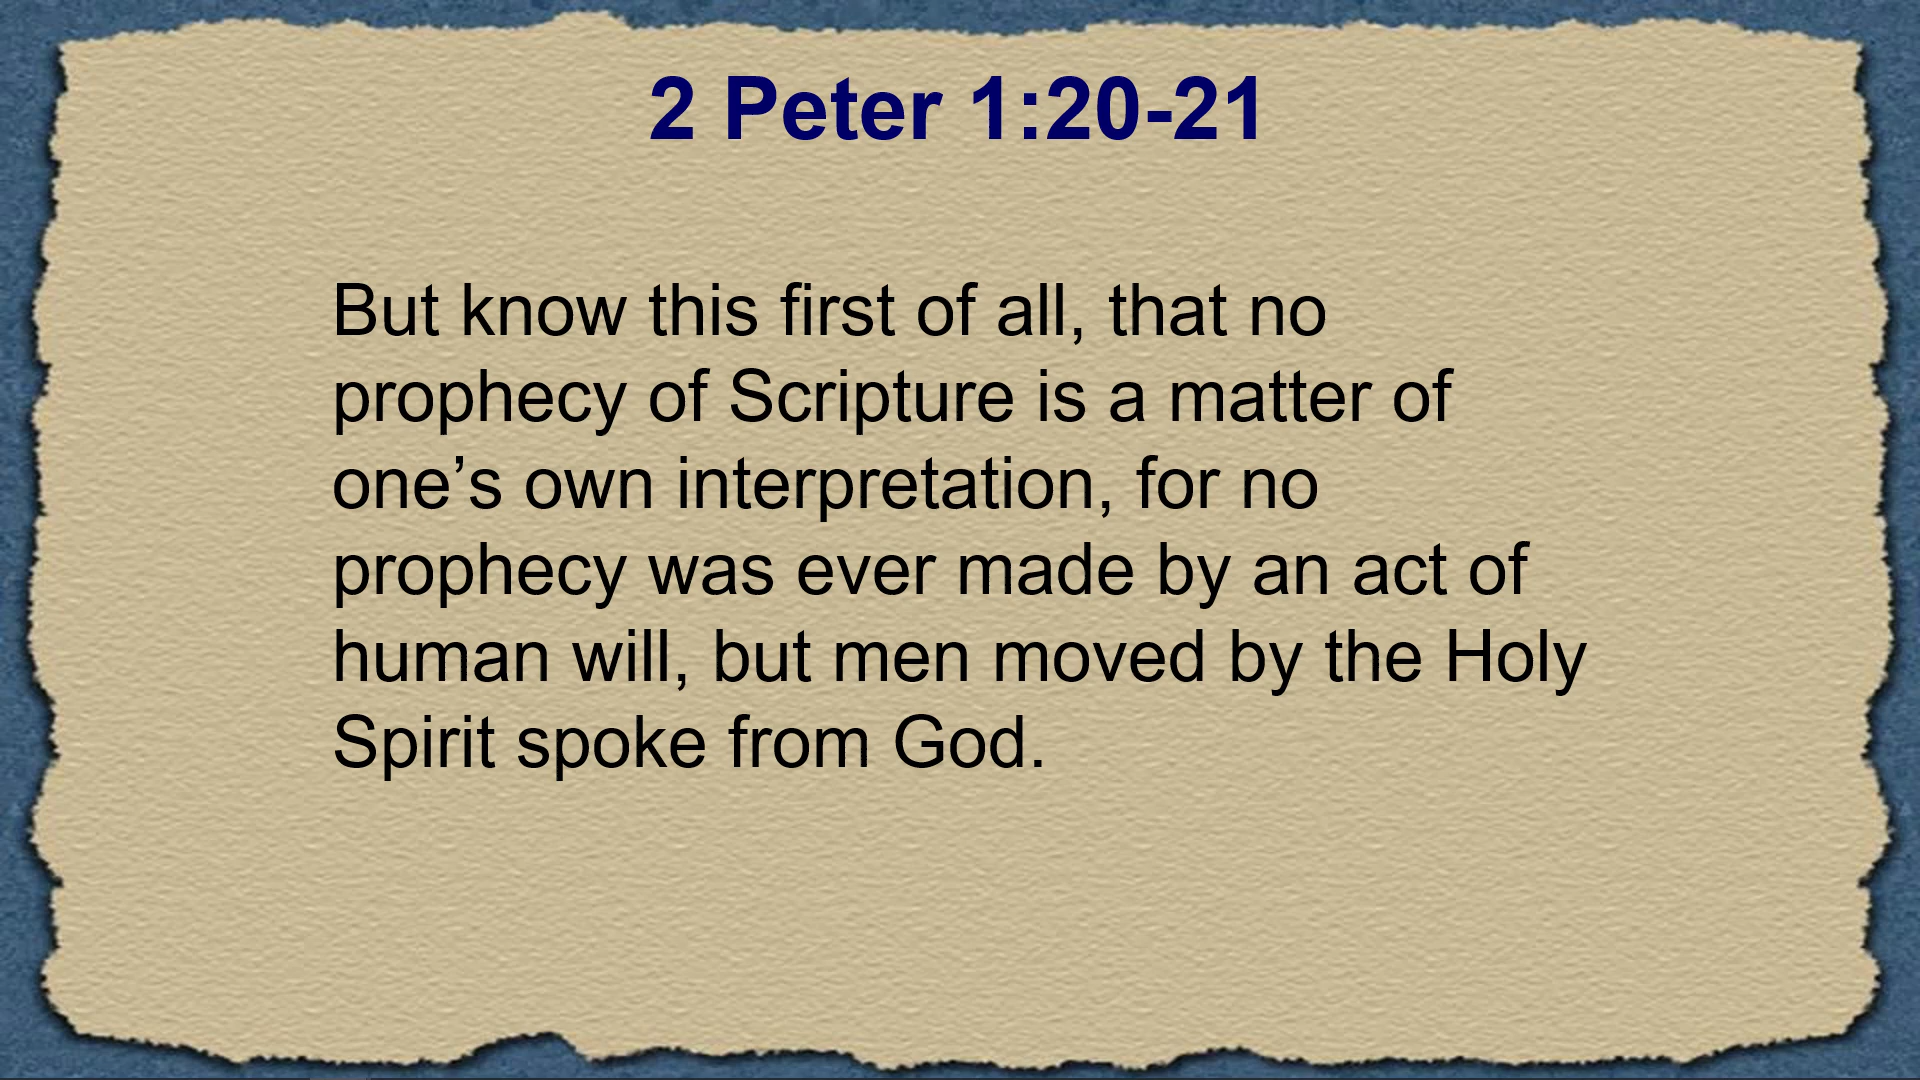 2 Peter 1:20-21
But know this first of all, that no
prophecy of Scripture is a matter of
one’s own interpretation, for no
prophecy was ever made by an act of
human will, but men moved by the Holy
Spirit spoke from God.